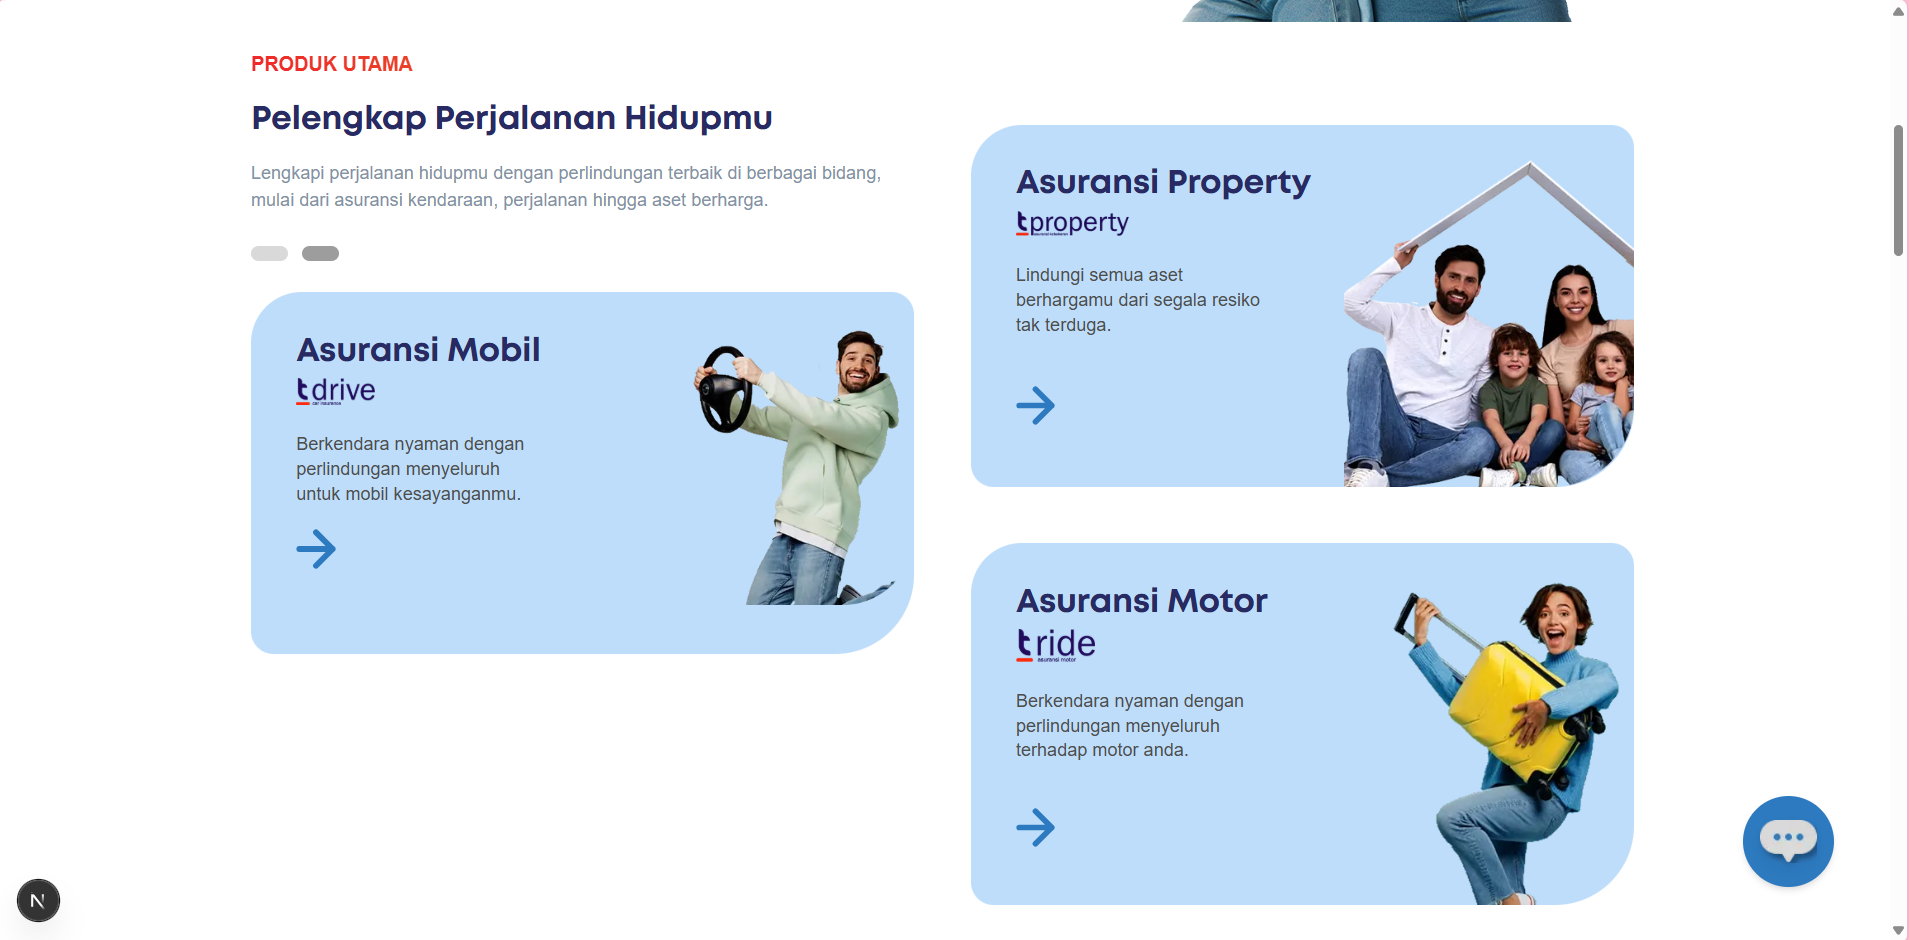 PRODUK UTAMA
Pelengkap Perjalanan Hidupmu
Lengkapi perjalanan hidupmu dengan perlindungan terbaik di berbagai bidang,
mulai dari asuransi kendaraan, perjalanan hingga aset berharga.
Asuransi Mobil
tdrive
car insurance
Berkendara nyaman dengan
perlindungan menyeluruh
untuk mobil kesayanganmu.
Asuransi Property
tproperty
Lindungi semua aset
berhargamu dari segala resiko
tak terduga.
Asuransi Motor
tride
asuransi motor
Berkendara nyaman dengan
perlindungan menyeluruh
terhadap motor anda.
N